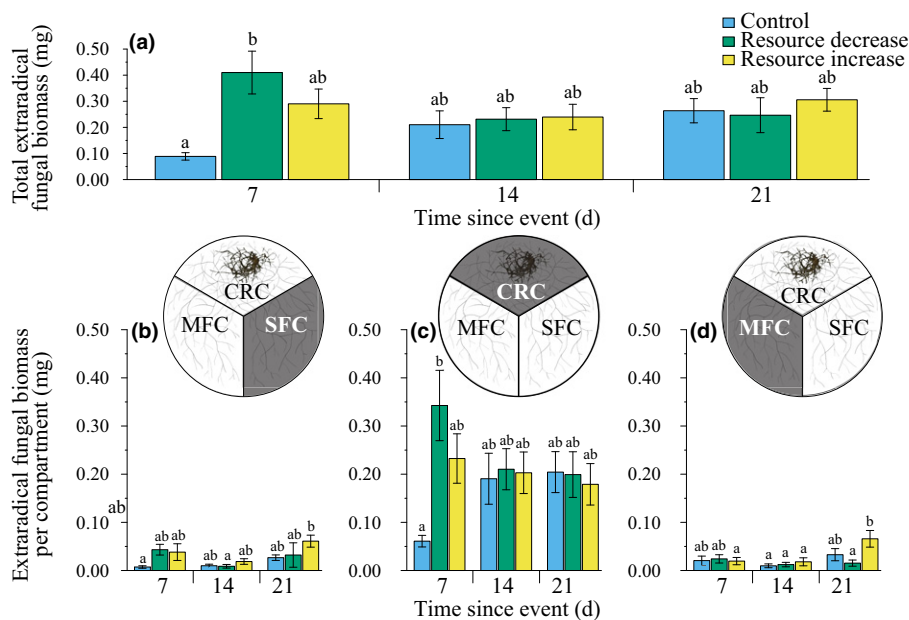 Total extraradical
fungal biomass (mg)
(a)
Control
Resource decrease
Resource increase
0.50
0.40
0.30
0.20
0.10
0.00
a b ab
ab ab ab
ab ab ab
7 14 21
Time since event (d)
Extraradical fungal biomass
per compartment (mg)
(b)
CRC
MFC SFC
0.50
0.40
0.30
0.20
0.10
0.00
ab
a ab ab
ab a ab
ab ab b
7 14 21
(c)
CRC
MFC SFC
0.50
0.40
0.30
0.20
0.10
0.00
a b ab
ab ab ab
ab ab ab
7 14 21
Time since event (d)
(d)
CRC
MFC SFC
0.50
0.40
0.30
0.20
0.10
0.00
ab ab a
a a a
ab a b
7 14 21